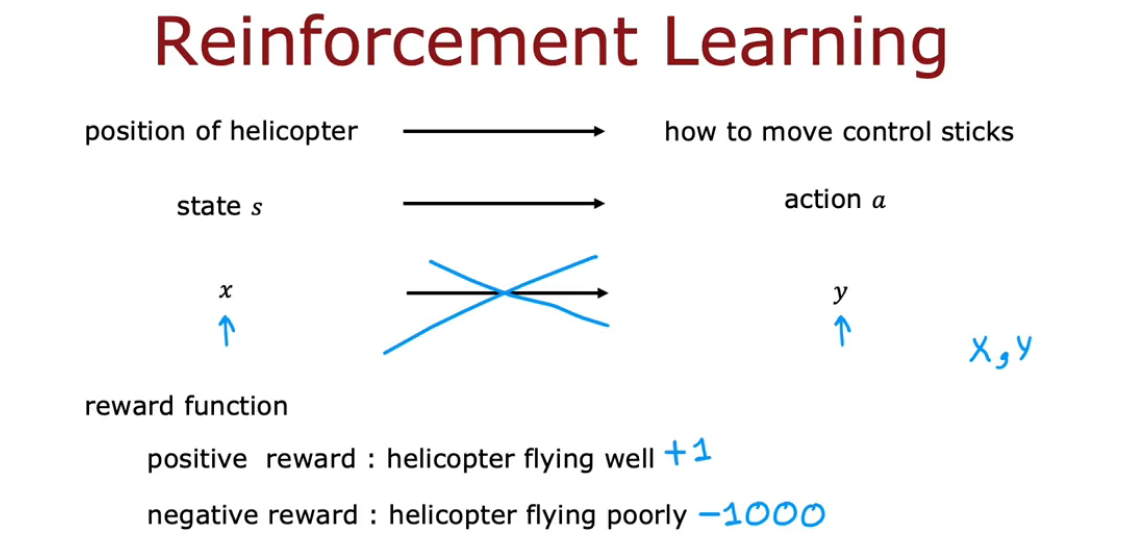 Reinforcement Learning
position of helicopter how to move control sticks
state s action a
x y
x, y
reward function
positive reward : helicopter flying well +1
negative reward : helicopter flying poorly -1000